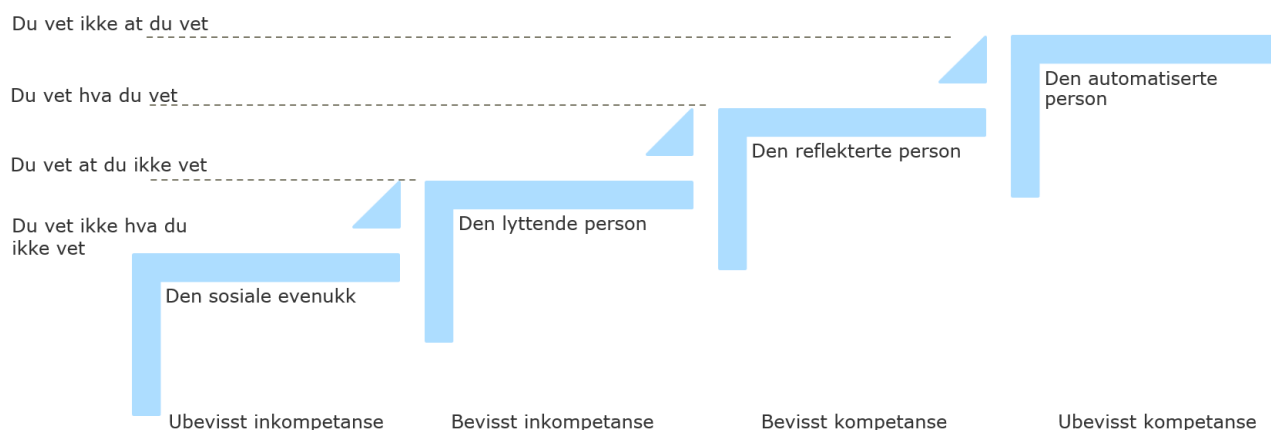 Du vet ikke at du vet
Du vet hva du vet
Du vet at du ikke vet
Du vet ikke hva du
ikke vet
Den sosiale evenukk
Den lyttende person
Den reflekterte person
Den automatiserte
person
Ubevisst inkompetanse
Bevisst inkompetanse
Bevisst kompetanse
Ubevisst kompetanse